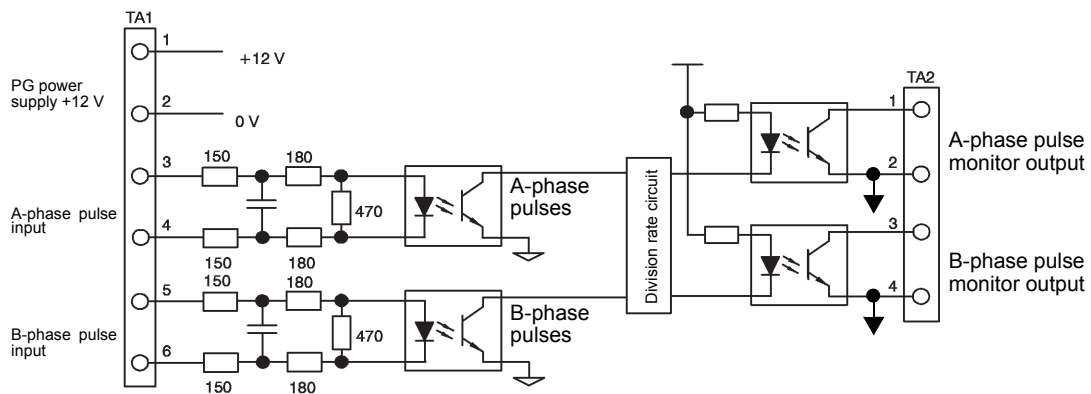 TA1
1
+12 V
PG power
supply +12 V
2
0 V
3
150
180
A-phase pulse
input
470
4
150
180
A-phase
pulses
5
150
180
B-phase pulse
input
470
6
150
180
B-phase
pulses
Division rate circuit
TA2
1
A-phase pulse
monitor output
2
3
B-phase pulse
monitor output
4